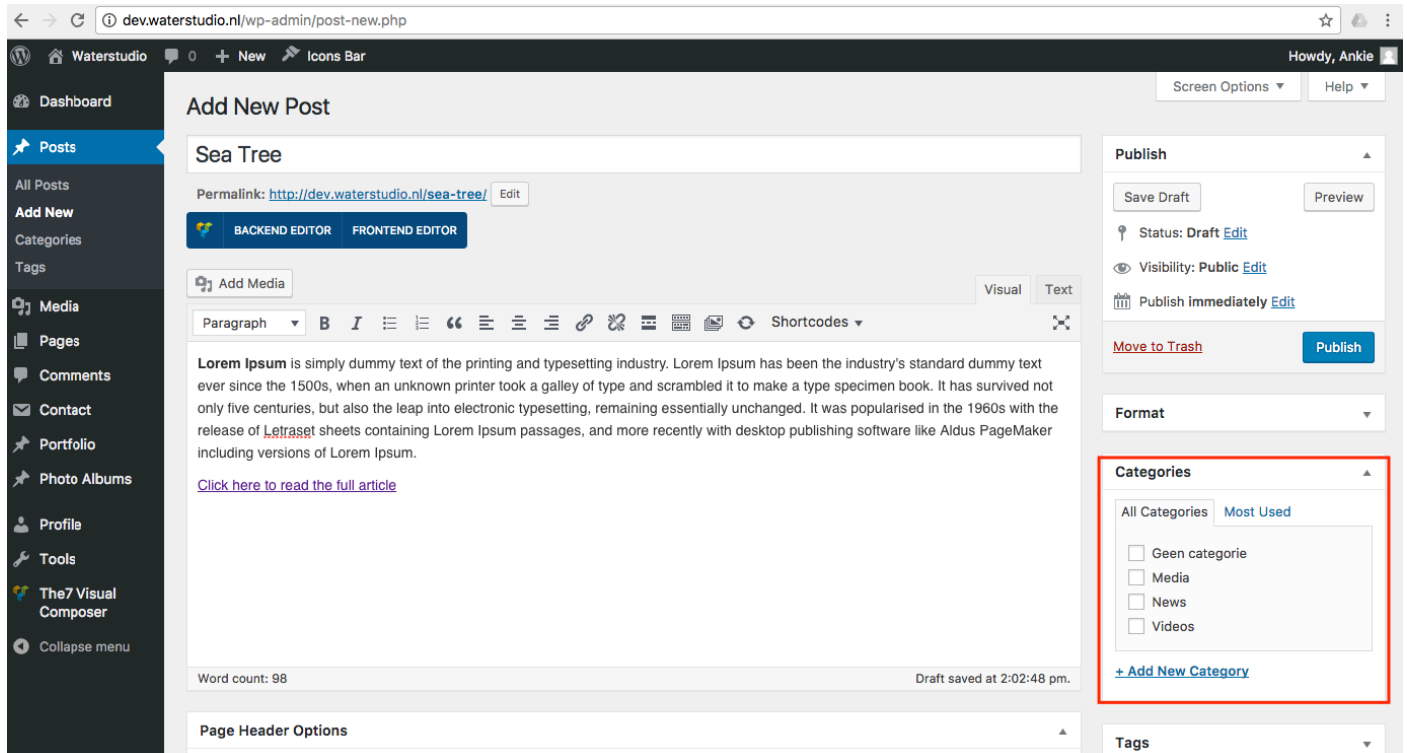 dev.waterstudio.nl/wp-admin/post-new.php
Waterstudio 0 + New Icons Bar Howdy, Ankie
Dashboard
Posts
All Posts
Add New
Categories
Tags
Media
Pages
Comments
Contact
Portfolio
Photo Albums
Profile
Tools
The7 Visual
Composer
Collapse menu
Screen Options ▼ Help ▼
Add New Post
Sea Tree
Permalink: http://dev.waterstudio.nl/sea-tree/ Edit
BACKEND EDITOR FRONTEND EDITOR
Add Media
Visual Text
Paragraph ▼ B I Shortcodes ▼
Lorem Ipsum is simply dummy text of the printing and typesetting industry. Lorem Ipsum has been the industry's standard dummy text
ever since the 1500s, when an unknown printer took a galley of type and scrambled it to make a type specimen book. It has survived not
only five centuries, but also the leap into electronic typesetting, remaining essentially unchanged. It was popularised in the 1960s with the
release of Letraset sheets containing Lorem Ipsum passages, and more recently with desktop publishing software like Aldus PageMaker
including versions of Lorem Ipsum.
Click here to read the full article
Word count: 98 Draft saved at 2:02:48 pm.
Page Header Options
Publish
Save Draft Preview
Status: Draft Edit
Visibility: Public Edit
Publish immediately Edit
Move to Trash Publish
Format
Categories
All Categories Most Used
Geen categorie
Media
News
Videos
+ Add New Category
Tags